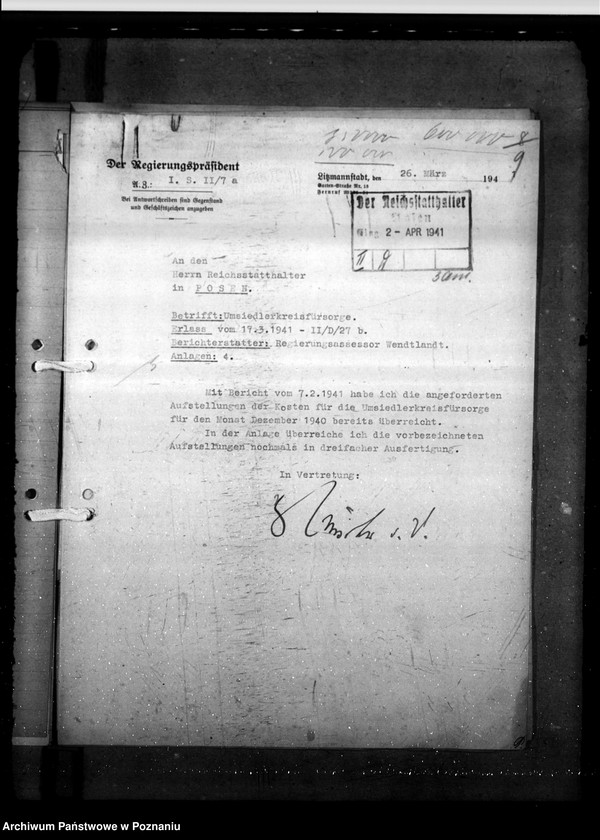 Der Regierungspräsident
A.Z.: I. S. II/7 a
Bei Antwortschreiben sind Gegenstand
und Geschäftszeichen anzugeben
Litzmannstadt, den 26. März 194
Der Reichsstatthalter
2 - APR 1941
II
An den
Herrn Reichsstatthalter
in POSEN.
Betrifft: Umsiedlerkreisfürsorge.
Erlass vom 17.3.1941 - II/D/27 b.
Berichterstatter: Regierungsassessor Wendtlandt.
Anlagen: 4.
Mit Bericht vom 7.2.1941 habe ich die angeforderten
Aufstellungen der Kosten für die Umsiedlerkreisfürsorge
für den Monat Dezember 1940 bereits überreicht.
In der Anlage überreiche ich die vorbezeichneten
Aufstellungen nochmals in dreifacher Ausfertigung.
In Vertretung:
Archiwum Państwowe w Poznaniu